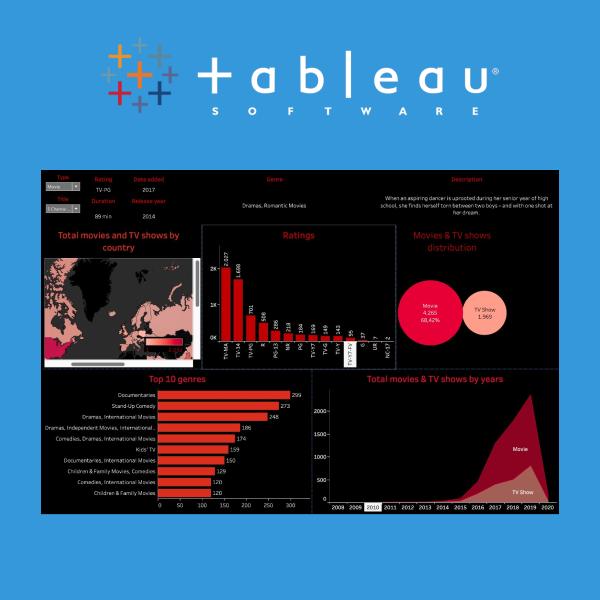 +ableau®
SOFTWARE
Type
Rating
Date added
Genre
Description
Movie
TV-PG
2017
Title
Duration
Release year
Dramas, Romantic Movies
When an aspiring dancer is uprooted during her senior year of high
school, she finds herself torn between two boys – and with one shot at
her dream.
89 min
2014
Total movies and TV shows by
country
Ratings
Movies & TV shows
distribution
2K
1K
0K
2,027
1,698
701
508
286
218
184
169
149
143
95
37
7
2
TV-MA
TV-14
TV-PG
R
PG-13
NR
PG
TV-Y7
TV-G
TV-Y
TV-Y7-FV
G
UR
NC-17
Movie
4,265
68,42%
TV Show
1,969
Top 10 genres
Documentaries 299
Stand-Up Comedy 273
Dramas, International Movies 248
Dramas, Independent Movies, International.. 186
Comedies, Dramas, International Movies 174
Kids' TV 159
Documentaries, International Movies 150
Children & Family Movies, Comedies 129
Comedies, International Movies 120
Children & Family Movies 120
0 50 100 150 200 250 300
Total movies & TV shows by years
2000
1500
1000
500
0
Movie
TV Show
2008 2009 2010 2011 2012 2013 2014 2015 2016 2017 2018 2019 2020